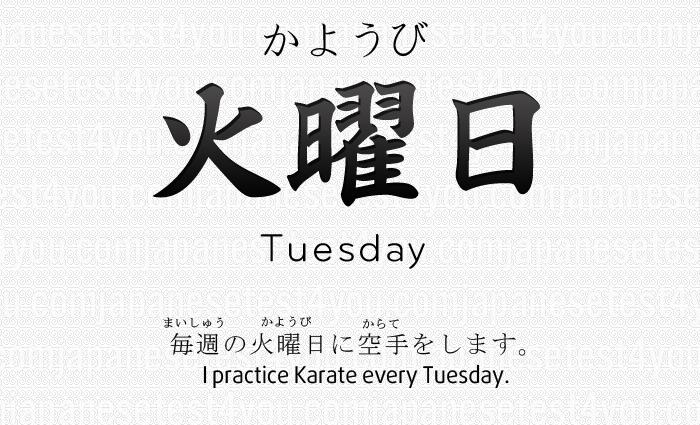 かようび
火曜日
Tuesday
まいしゅう かようび からて
毎週の火曜日に空手をします。
I practice Karate every Tuesday.